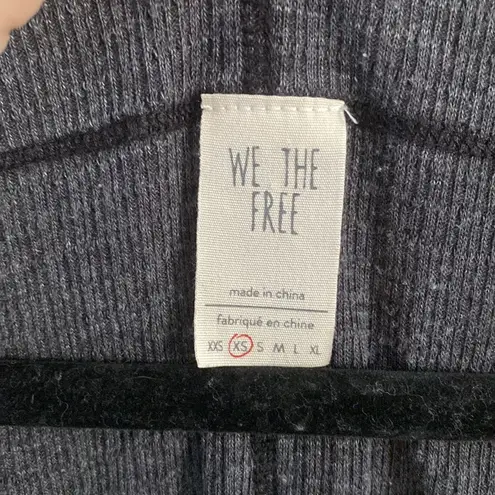 WE THE
FREE
made in china
fabriqué en chine
XXS XS S M L XL